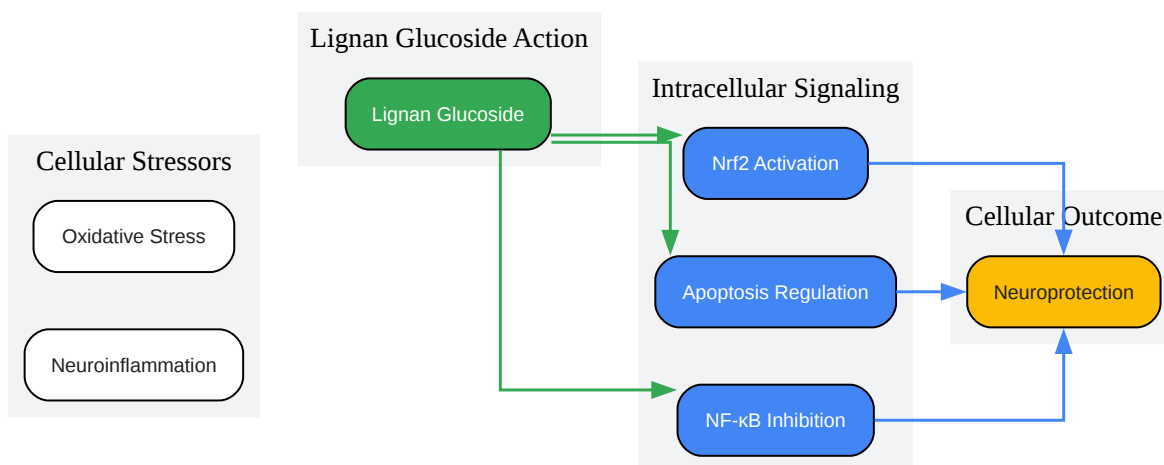 Cellular Stressors
Oxidative Stress
Neuroinflammation
Lignan Glucoside Action
Lignan Glucoside
Intracellular Signaling
Nrf2 Activation
Apoptosis Regulation
NF-κB Inhibition
Cellular Outcome
Neuroprotection